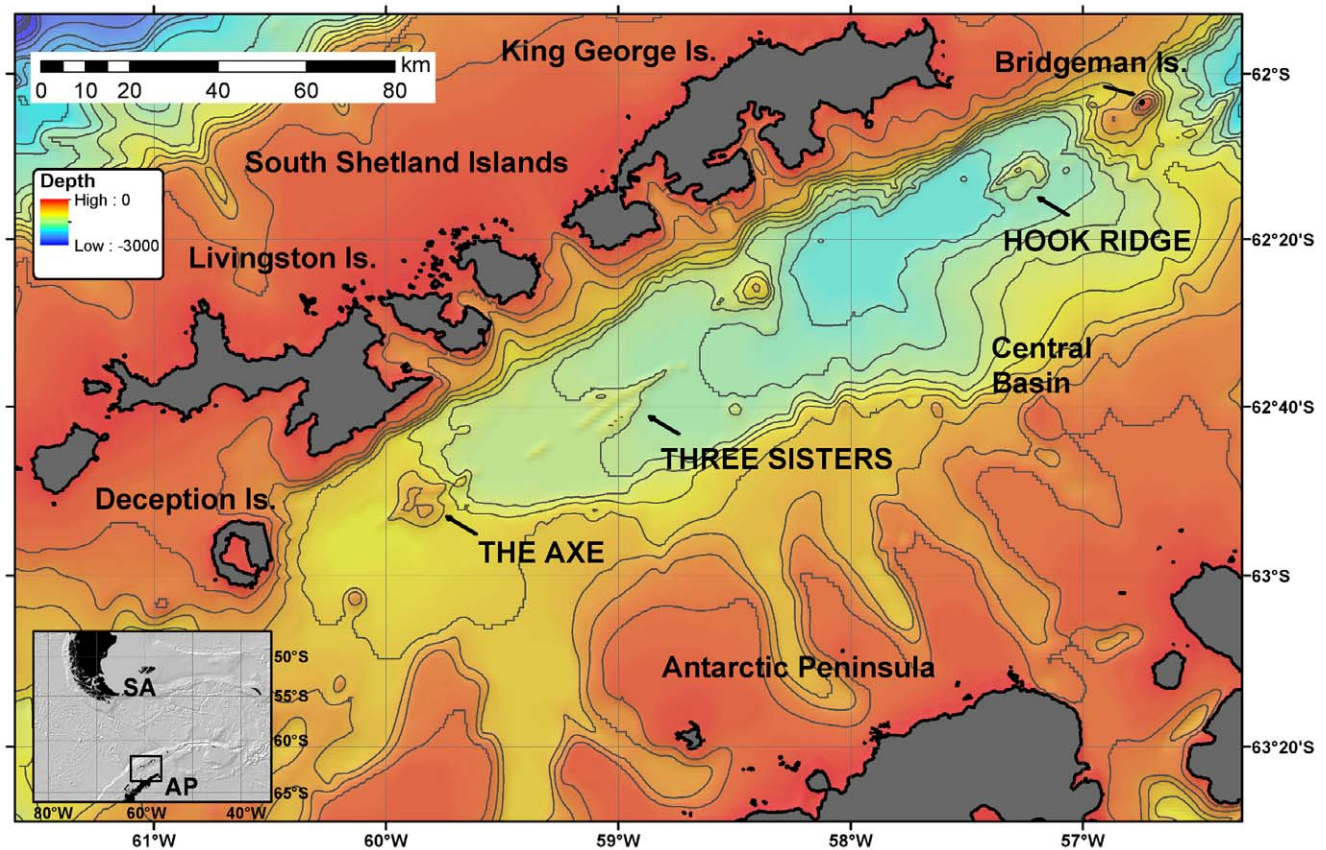 King George Is.
km
0 10 20 40 60 80
Bridgeman Is.
62°S
South Shetland Islands
Depth
High : 0
Low : -3000
HOOK RIDGE
62°20'S
Livingston Is.
Central
Basin
62°40'S
THREE SISTERS
Deception Is.
THE AXE
63°S
Antarctic Peninsula
50°S
SA
55°S
60°S
63°20'S
AP
65°S
80°W 60°W 40°W
61°W 60°W 59°W 58°W 57°W